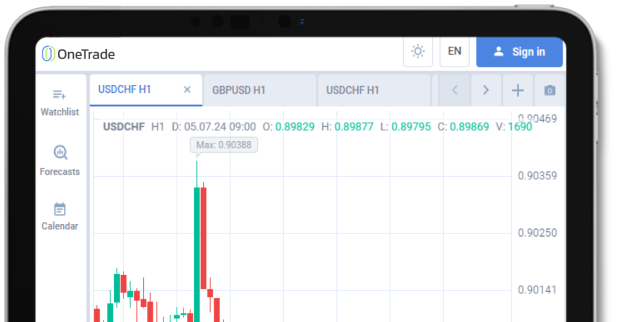 OneTrade
EN
Sign in
USDCHF H1 ×
GBPUSD H1
USDCHF H1
Watchlist
Forecasts
Calendar
USDCHF H1 D: 05.07.24 09:00 O: 0.89829 H: 0.89877 L: 0.89795 C: 0.89869 V: 1690
Max: 0.90388
0.90469
0.90359
0.90250
0.90141